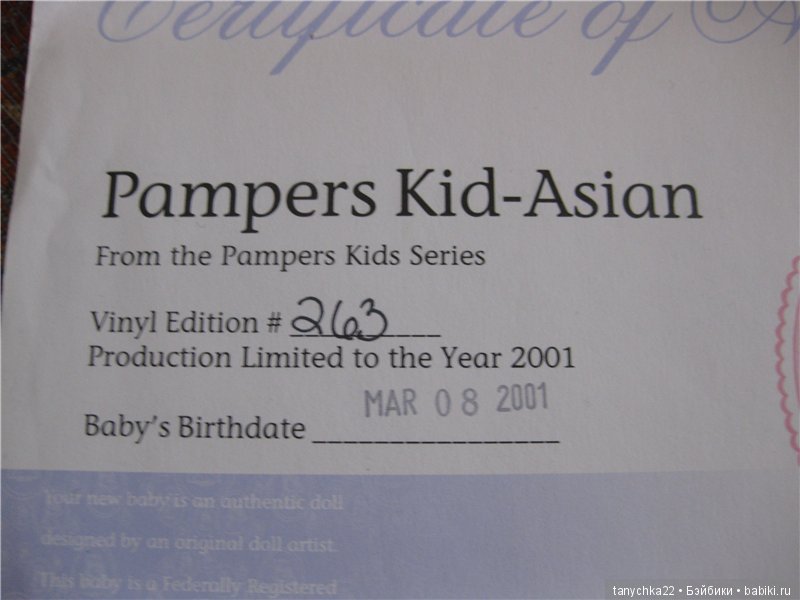 Certificate of
Pampers Kid-Asian
From the Pampers Kids Series
Vinyl Edition # 263
Production Limited to the Year 2001
MAR 08 2001
Baby's Birthdate
Your new baby is an authentic doll
designed by an original doll artist.
This baby is a Federally Registered
tanychka22 • Бэйбики • babiki.ru